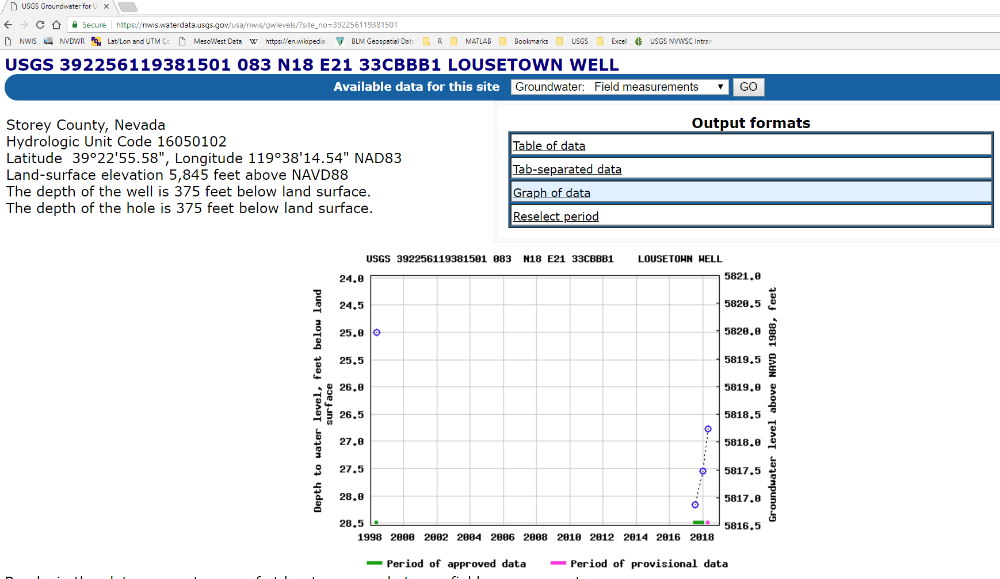 USGS Groundwater for U
Secure https://nwis.waterdata.usgs.gov/usa/nwis/gwlevels/?site_no=392256119381501
NWIS NVDWR Lat/Lon and UTM Co MesoWest Data https://en.wikipedia. BLM Geospatial Data R MATLAB Bookmarks USGS Excel USGS NVWSC Intran
USGS 392256119381501 083 N18 E21 33CBBB1 LOUSETOWN WELL
Available data for this site Groundwater: Field measurements GO
Storey County, Nevada
Hydrologic Unit Code 16050102
Latitude 39°22'55.58", Longitude 119°38'14.54" NAD83
Land-surface elevation 5,845 feet above NAVD88
The depth of the well is 375 feet below land surface.
The depth of the hole is 375 feet below land surface.
Output formats
Table of data
Tab-separated data
Graph of data
Reselect period
USGS 392256119381501 083 N18 E21 33CBBB1 LOUSETOWN WELL
Depth to water level, feet below land
surface
24.0
24.5
25.0
25.5
26.0
26.5
27.0
27.5
28.0
28.5
5821.0
5820.5
5820.0
5819.5
5819.0
5818.5
5818.0
5817.5
5817.0
5816.5
Groundwater level above NAVD 1988, feet
1998 2000 2002 2004 2006 2008 2010 2012 2014 2016 2018
Period of approved data Period of provisional data